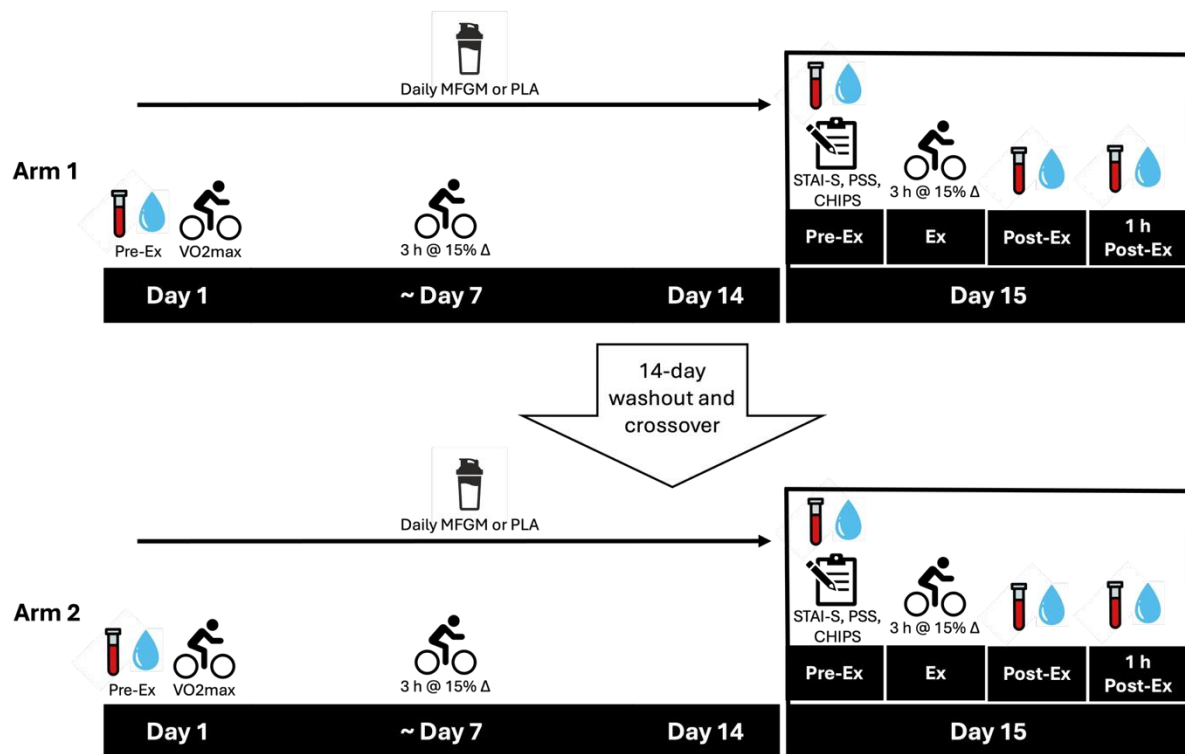 Daily MFGM or PLA
Arm 1
STAI-S, PSS,
CHIPS
3 h @ 15% Δ
Pre-Ex
VO2max
3 h @ 15% Δ
Pre-Ex
Ex
Post-Ex
1 h
Post-Ex
Day 1
~ Day 7
Day 14
Day 15
14-day
washout and
crossover
Daily MFGM or PLA
Arm 2
STAI-S, PSS,
CHIPS
3 h @ 15% Δ
Pre-Ex
VO2max
3 h @ 15% Δ
Pre-Ex
Ex
Post-Ex
1 h
Post-Ex
Day 1
~ Day 7
Day 14
Day 15